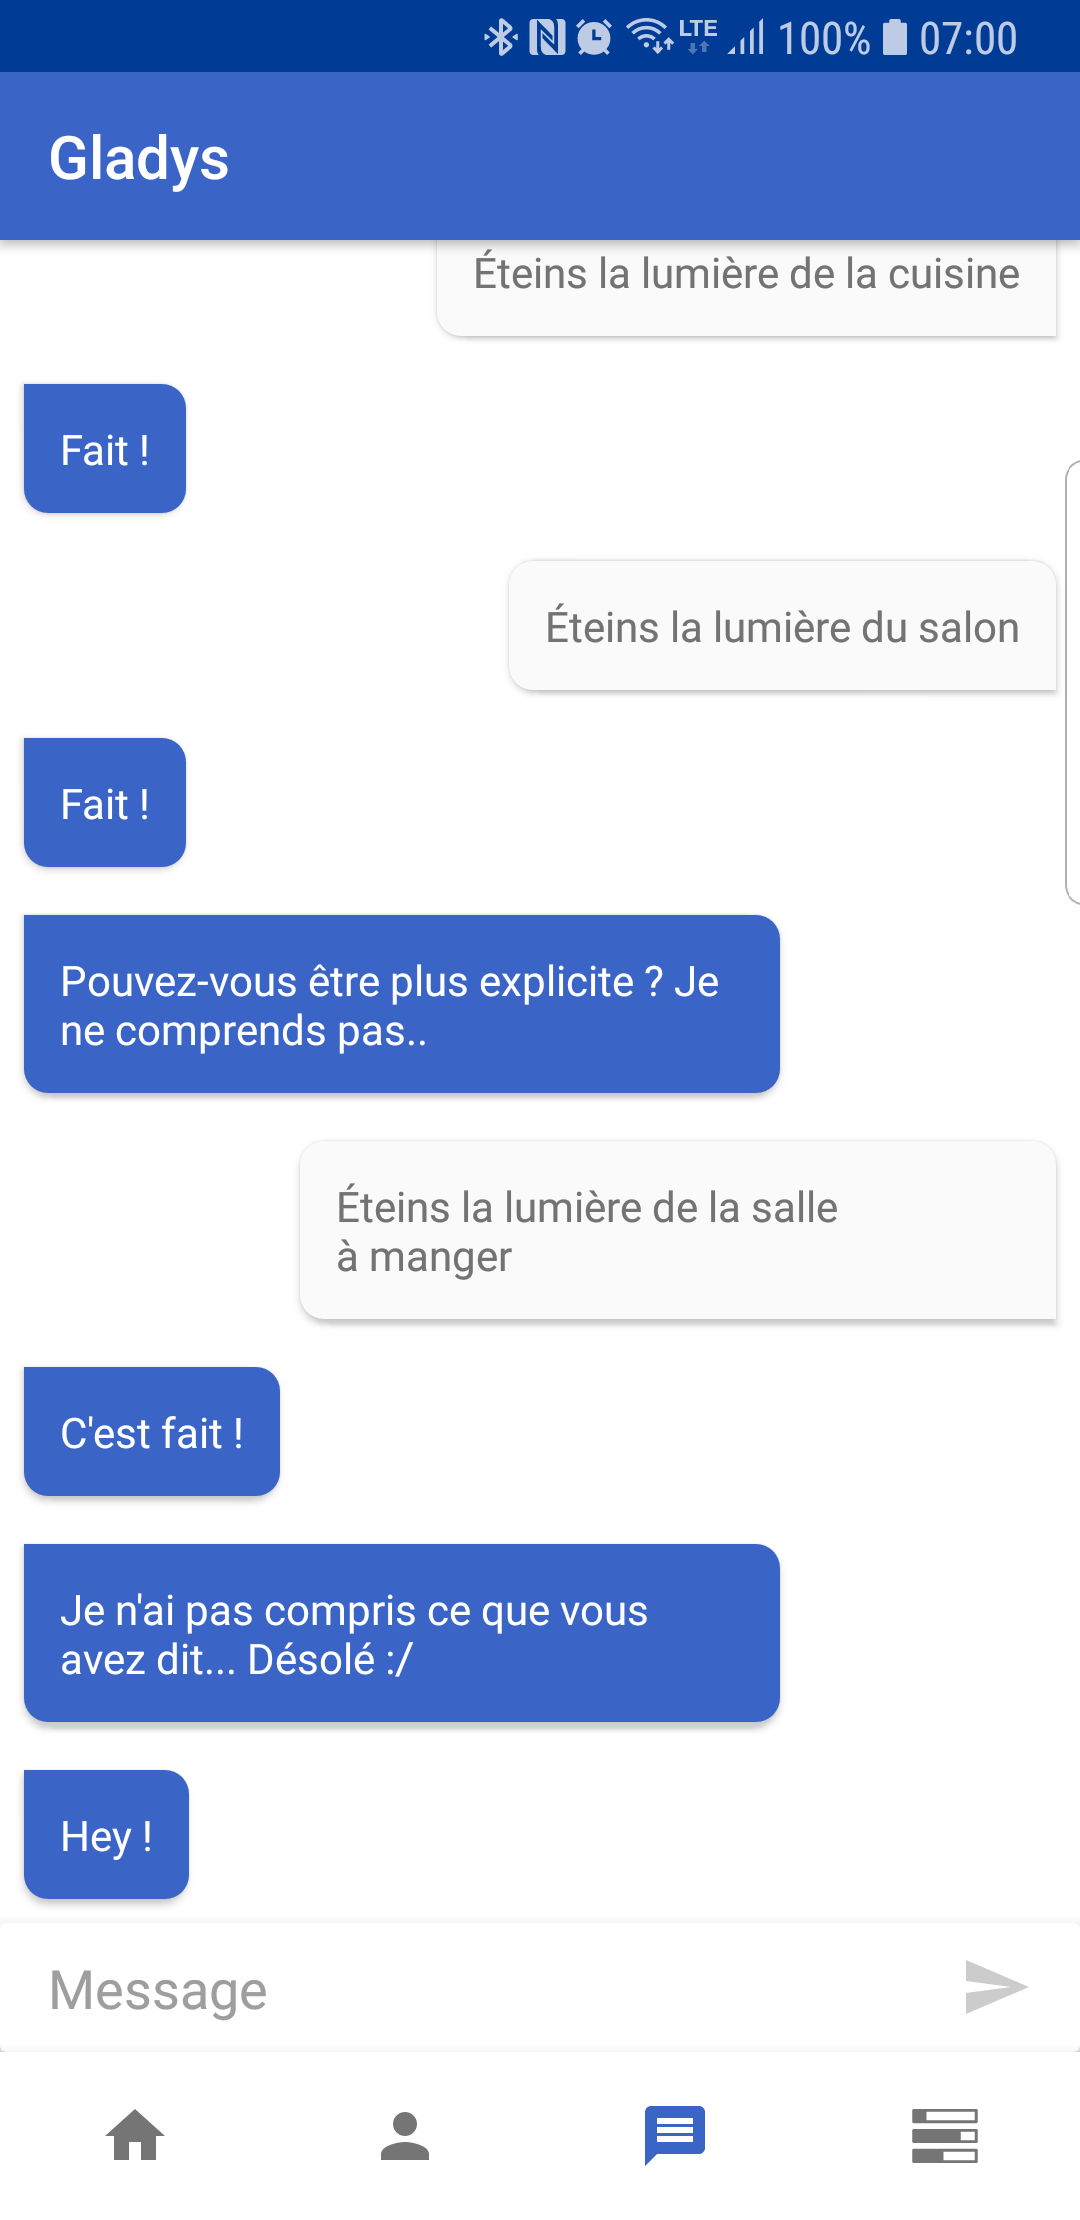 LTE 100% 07:00
Gladys
Éteins la lumière de la cuisine
Fait !
Éteins la lumière du salon
Fait !
Pouvez-vous être plus explicite ? Je
ne comprends pas..
Éteins la lumière de la salle
à manger
C'est fait !
Je n'ai pas compris ce que vous
avez dit... Désolé :/
Hey !
Message